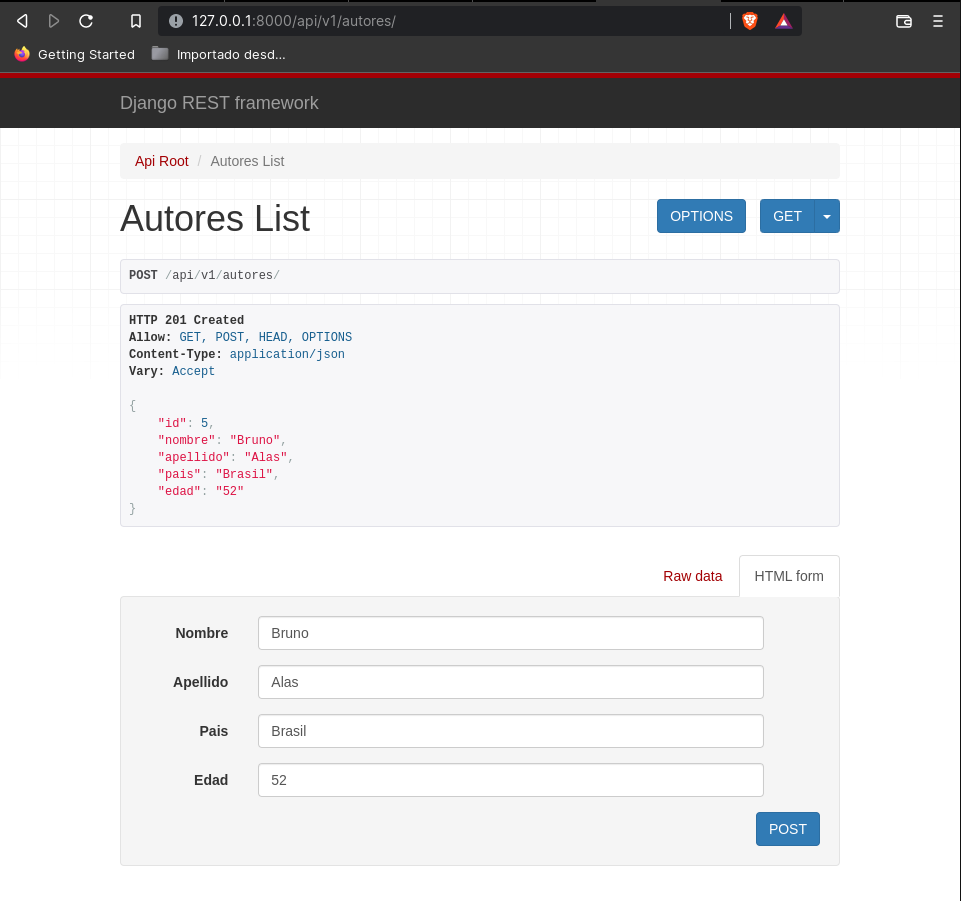 127.0.0.1:8000/api/v1/autores/
Getting Started Importado desd...
Django REST framework
Api Root / Autores List
Autores List OPTIONS GET
POST /api/v1/autores/
HTTP 201 Created
Allow: GET, POST, HEAD, OPTIONS
Content-Type: application/json
Vary: Accept
{
"id": 5,
"nombre": "Bruno",
"apellido": "Alas",
"pais": "Brasil",
"edad": "52"
}
Raw data HTML form
Nombre Bruno
Apellido Alas
Pais Brasil
Edad 52
POST